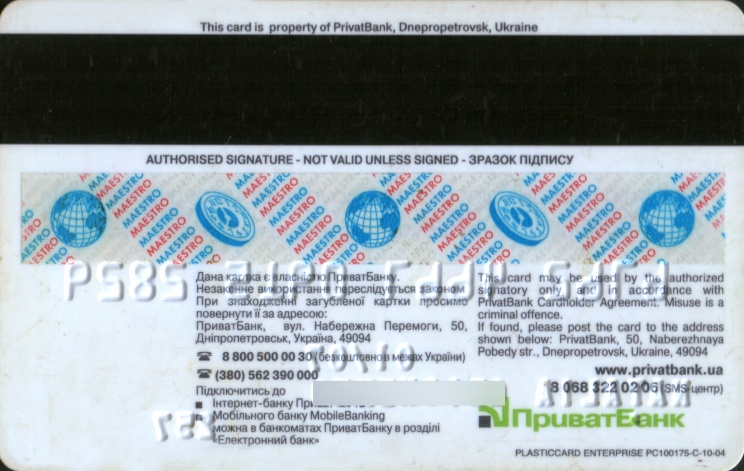 This card is property of PrivatBank, Dnepropetrovsk, Ukraine
AUTHORISED SIGNATURE - NOT VALID UNLESS SIGNED - ЗРАЗОК ПІДПИСУ
MAESTRO MAESTRO MAESTRO MAESTRO MAESTRO
Дана картка є власністю ПриватБанку.
Незаконне використання переслідується законом
При знаходженні загубленої картки просимо
повернути її за адресою:
ПриватБанк, вул. Набережна Перемоги, 50,
Дніпропетровськ, Україна, 49094
8 800 500 00 30 (безкоштовно в межах України)
(380) 562 390 000
Підключитись до
Інтернет-банку
Мобільного банку MobileBanking
можна в банкоматах ПриватБанку в розділі
«Електронний банк»
This card may be used by the authorized
signatory only and in accordance with
PrivatBank Cardholder Agreement. Misuse is a
criminal offence.
If found, please post the card to the address
shown below: PrivatBank, 50, Naberezhnaya
Pobedy str., Dnepropetrovsk, Ukraine, 49094
www.privatbank.ua
8 068 322 02 06 (SMS-центр)
ПриватБанк
PLASTICCARD ENTERPRISE PC100175-C-10-04